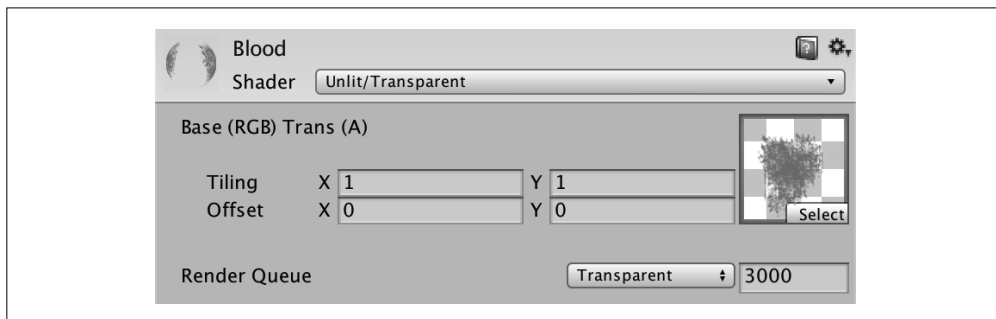 Blood
Shader Unlit/Transparent
Base (RGB) Trans (A)
Tiling X 1 Y 1
Offset X 0 Y 0
Select
Render Queue Transparent 3000